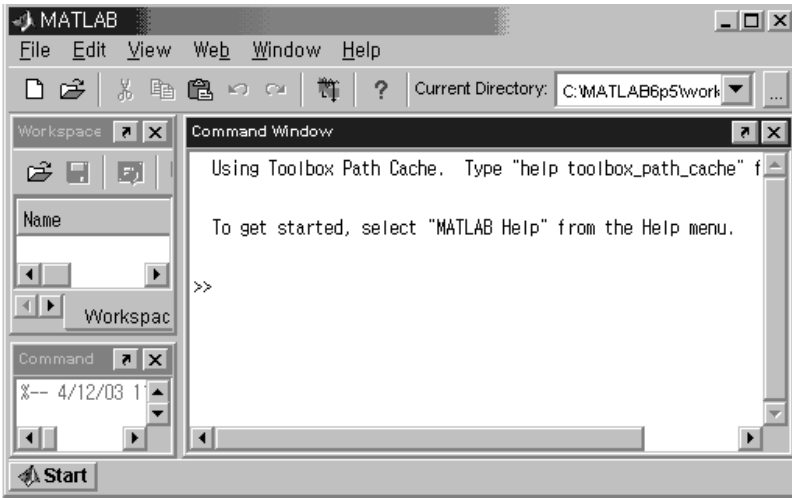 MATLAB
File Edit View Web Window Help
? Current Directory: C:₩MATLAB6p5₩work ...
Workspace
Command Window
Using Toolbox Path Cache. Type "help toolbox_path_cache" f
Name
To get started, select "MATLAB Help" from the Help menu.
>>
Workspac
Command
%-- 4/12/03 1
Start